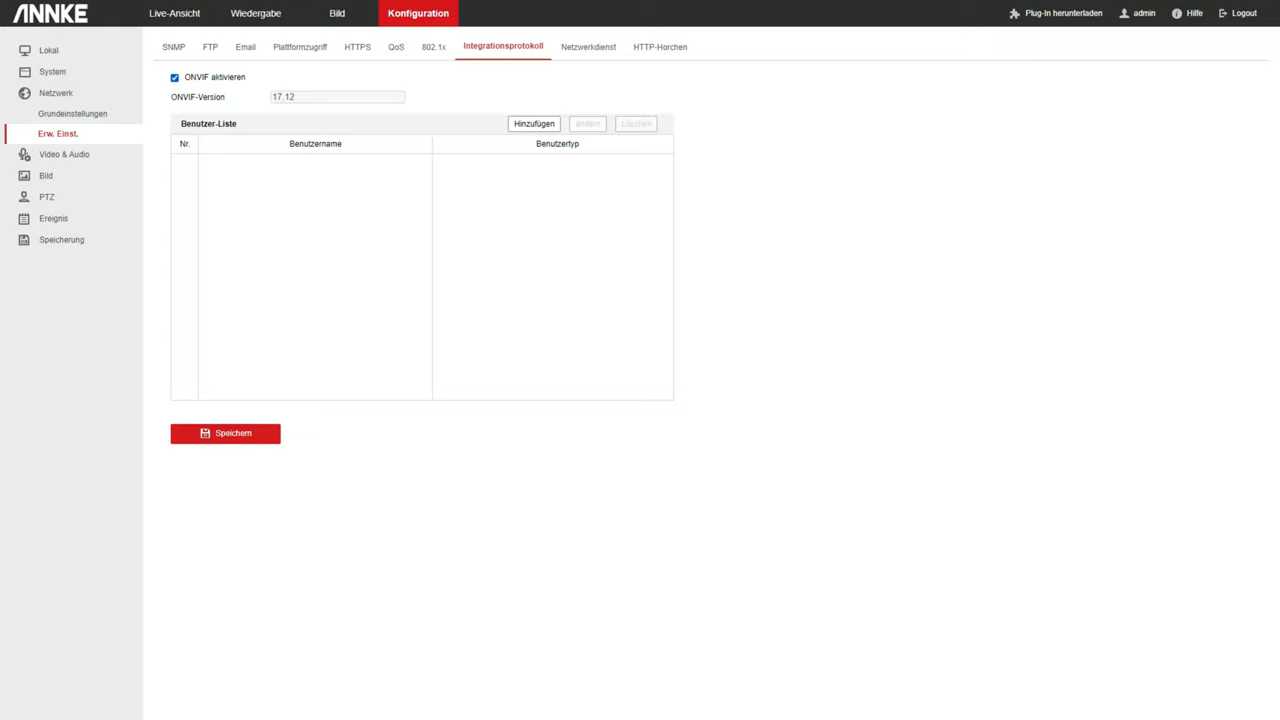 ANNKE Live-Ansicht Wiedergabe Bild Konfiguration Plug-In herunterladen admin Hilfe Logout
Lokal
System
Netzwerk
Grundeinstellungen
Erw. Einst.
Video & Audio
Bild
PTZ
Ereignis
Speicherung
SNMP FTP Email Plattformzugriff HTTPS QoS 802.1x Integrationsprotokoll Netzwerkdienst HTTP-Horchen
ONVIF aktivieren
ONVIF-Version 17.12
Benutzer-Liste Hinzufügen ändern Löschen
Nr. Benutzername Benutzertyp
Speichern